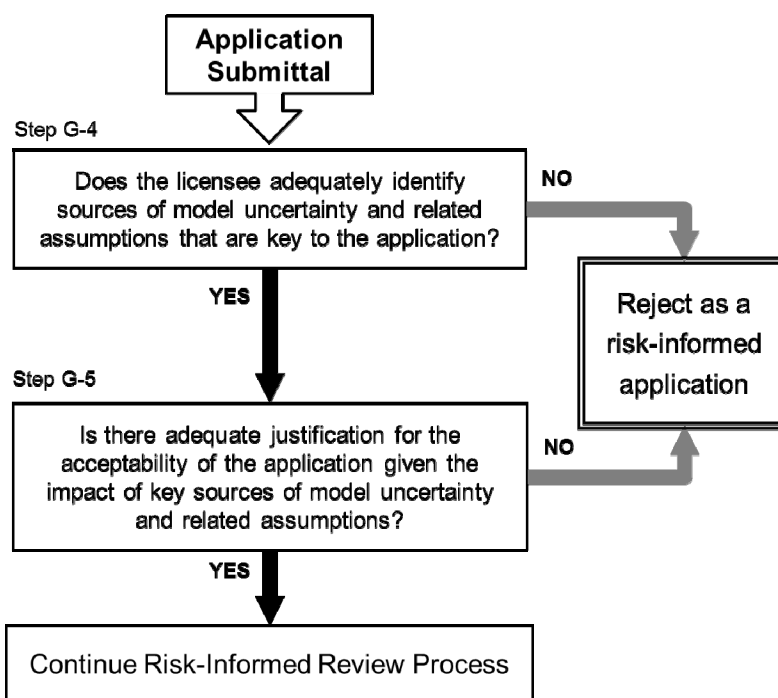 Application
Submittal
Step G-4
Does the licensee adequately identify
sources of model uncertainty and related
assumptions that are key to the application?
NO
YES
Reject as a
risk-informed
application
Step G-5
Is there adequate justification for the
acceptability of the application given the
impact of key sources of model uncertainty
and related assumptions?
NO
YES
Continue Risk-Informed Review Process